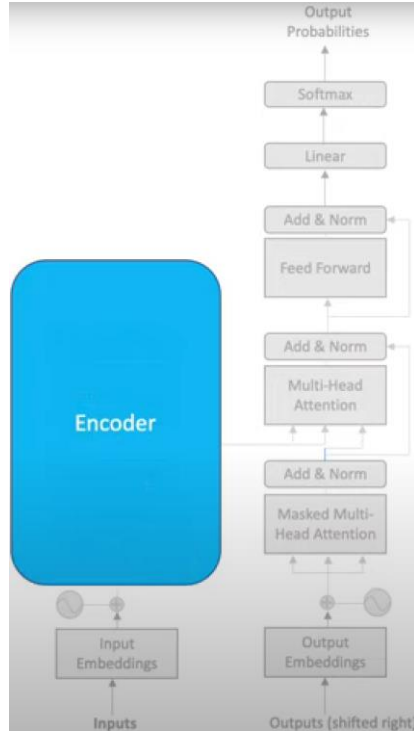 Output
Probabilities
Softmax
Linear
Add & Norm
Feed Forward
Add & Norm
Multi-Head
Attention
Encoder
Add & Norm
Masked Multi-
Head Attention
Input
Embeddings
Output
Embeddings
Inputs
Outputs (shifted right)